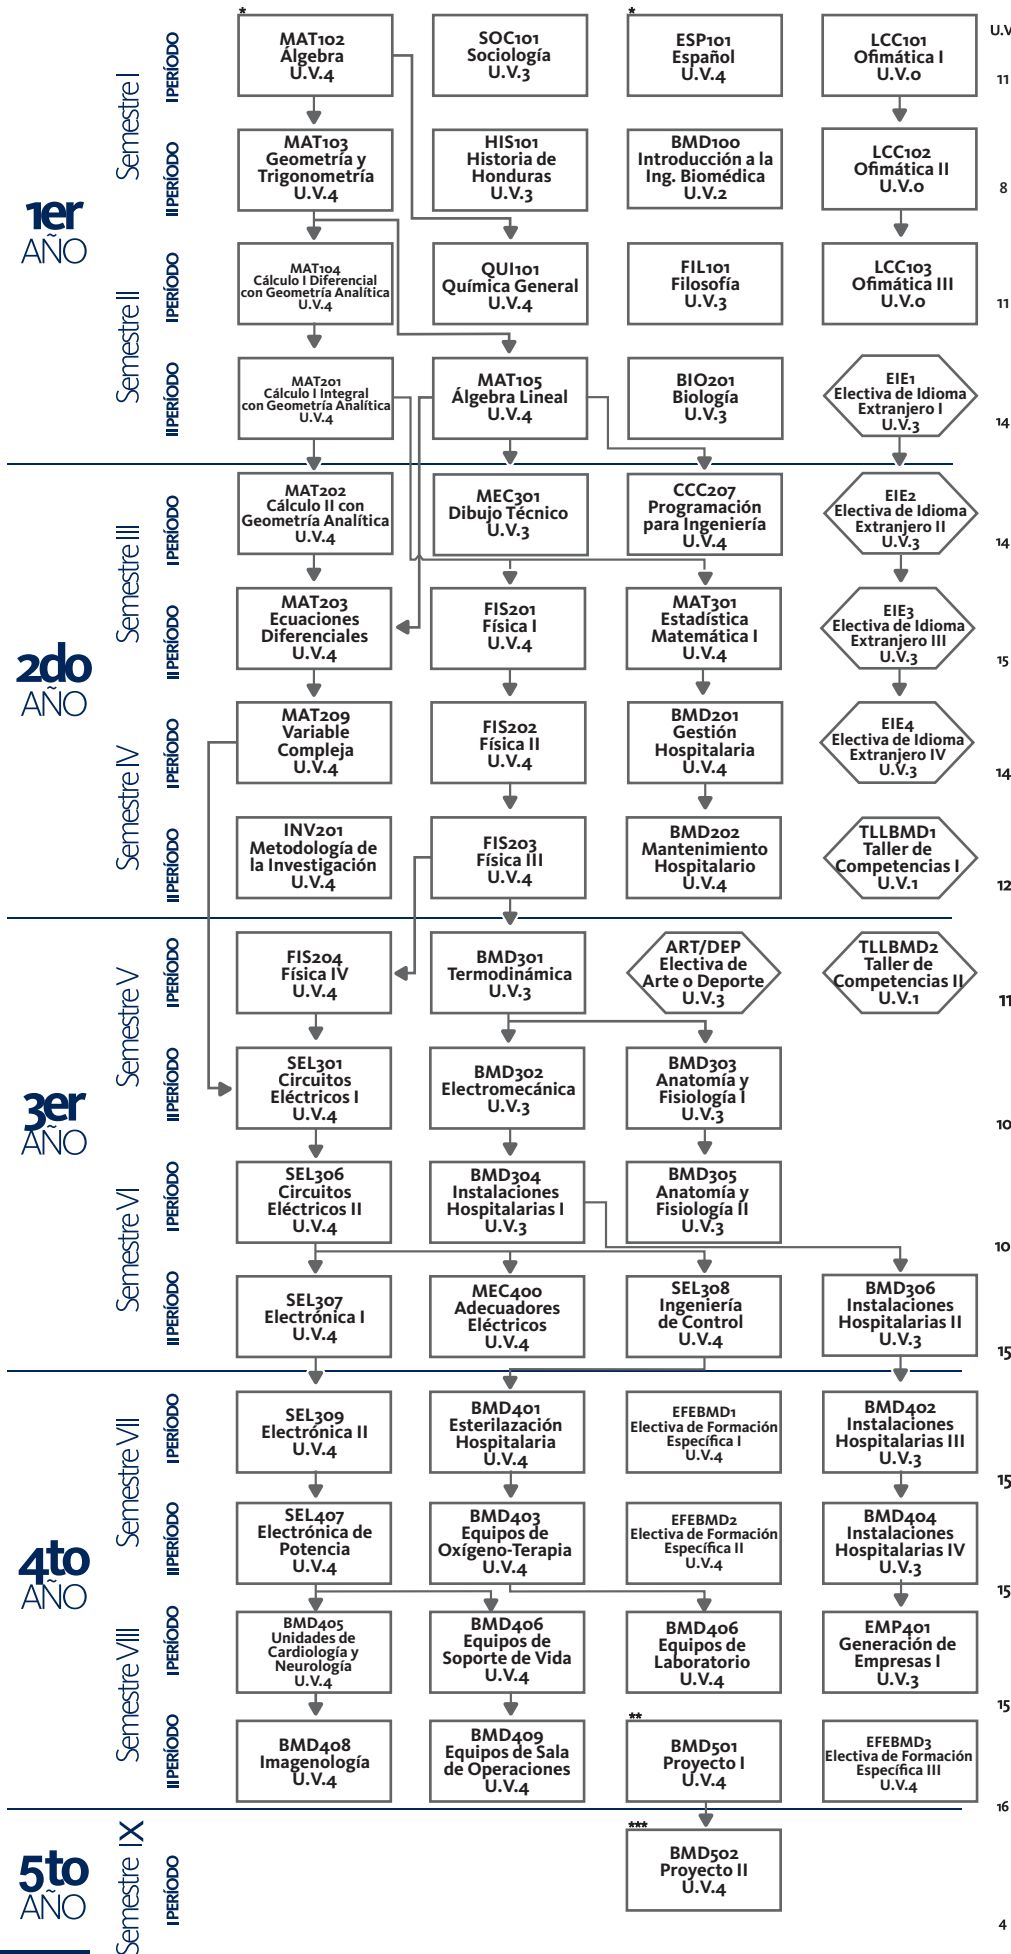 U.V
1er
AÑO
Semestre I
I PERÍODO
*
MAT102
Álgebra
U.V.4
SOC101
Sociología
U.V.3
*
ESP101
Español
U.V.4
LCC101
Ofimática I
U.V.0
11
II PERÍODO
MAT103
Geometría y
Trigonometría
U.V.4
HIS101
Historia de
Honduras
U.V.3
BMD100
Introducción a la
Ing. Biomédica
U.V.2
LCC102
Ofimática II
U.V.0
8
Semestre II
I PERÍODO
MAT104
Cálculo I Diferencial
con Geometría Analítica
U.V.4
QUI101
Química General
U.V.4
FIL101
Filosofía
U.V.3
LCC103
Ofimática III
U.V.0
11
II PERÍODO
MAT201
Cálculo I Integral
con Geometría Analítica
U.V.4
MAT105
Álgebra Lineal
U.V.4
BIO201
Biología
U.V.3
EIE1
Electiva de Idioma
Extranjero I
U.V.3
14
2do
AÑO
Semestre III
I PERÍODO
MAT202
Cálculo II con
Geometría Analítica
U.V.4
MEC301
Dibujo Técnico
U.V.3
CCC207
Programación
para Ingeniería
U.V.4
EIE2
Electiva de Idioma
Extranjero II
U.V.3
14
II PERÍODO
MAT203
Ecuaciones
Diferenciales
U.V.4
FIS201
Física I
U.V.4
MAT301
Estadística
Matemática I
U.V.4
EIE3
Electiva de Idioma
Extranjero III
U.V.3
15
Semestre IV
I PERÍODO
MAT209
Variable
Compleja
U.V.4
FIS202
Física II
U.V.4
BMD201
Gestión
Hospitalaria
U.V.4
EIE4
Electiva de Idioma
Extranjero IV
U.V.3
14
II PERÍODO
INV201
Metodología de
la Investigación
U.V.4
FIS203
Física III
U.V.4
BMD202
Mantenimiento
Hospitalario
U.V.4
TLLBMD1
Taller de
Competencias I
U.V.1
12
3er
AÑO
Semestre V
I PERÍODO
FIS204
Física IV
U.V.4
BMD301
Termodinámica
U.V.3
ART/DEP
Electiva de
Arte o Deporte
U.V.3
TLLBMD2
Taller de
Competencias II
U.V.1
11
II PERÍODO
SEL301
Circuitos
Eléctricos I
U.V.4
BMD302
Electromecánica
U.V.3
BMD303
Anatomía y
Fisiología I
U.V.3
10
Semestre VI
I PERÍODO
SEL306
Circuitos
Eléctricos II
U.V.4
BMD304
Instalaciones
Hospitalarias I
U.V.3
BMD305
Anatomía y
Fisiología II
U.V.3
10
II PERÍODO
SEL307
Electrónica I
U.V.4
MEC400
Adecuadores
Eléctricos
U.V.4
SEL308
Ingeniería
de Control
U.V.4
BMD306
Instalaciones
Hospitalarias II
U.V.3
15
4to
AÑO
Semestre VII
I PERÍODO
SEL309
Electrónica II
U.V.4
BMD401
Esterilazación
Hospitalaria
U.V.4
EFEBMD1
Electiva de Formación
Específica I
U.V.4
BMD402
Instalaciones
Hospitalarias III
U.V.3
15
II PERÍODO
SEL407
Electrónica de
Potencia
U.V.4
BMD403
Equipos de
Oxígeno-Terapia
U.V.4
EFEBMD2
Electiva de Formación
Específica II
U.V.4
BMD404
Instalaciones
Hospitalarias IV
U.V.3
15
Semestre VIII
I PERÍODO
BMD405
Unidades de
Cardiología y
Neurología
U.V.4
BMD406
Equipos de
Soporte de Vida
U.V.4
BMD406
Equipos de
Laboratorio
U.V.4
EMP401
Generación de
Empresas I
U.V.3
15
II PERÍODO
BMD408
Imagenología
U.V.4
BMD409
Equipos de Sala
de Operaciones
U.V.4
**
BMD501
Proyecto I
U.V.4
EFEBMD3
Electiva de Formación
Específica III
U.V.4
16
5to
AÑO
Semestre IX
I PERÍODO
***
BMD502
Proyecto II
U.V.4
4